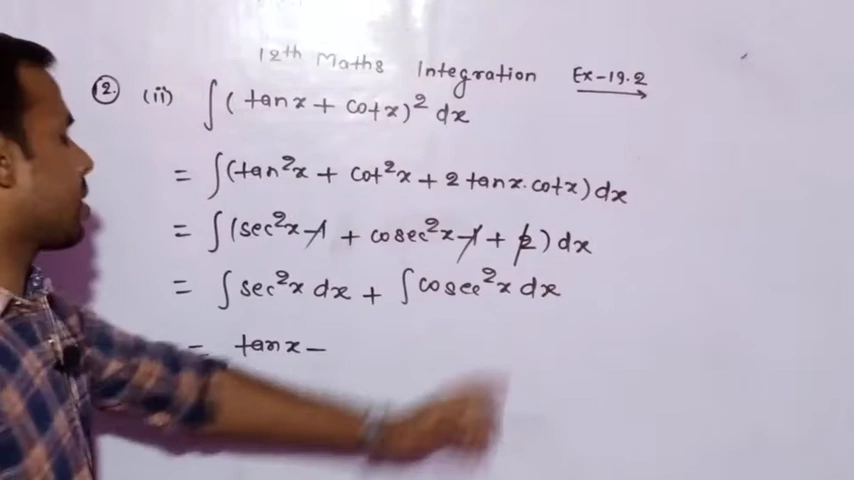 12th Maths Integration Ex-19.2
2. (ii) ∫(tanx + cotx)² dx
= ∫(tan²x + cot²x + 2 tanx.cotx) dx
= ∫(sec²x-1 + cosec²x-1 + 2) dx
= ∫sec²x dx + ∫cosec²x dx
= tanx –